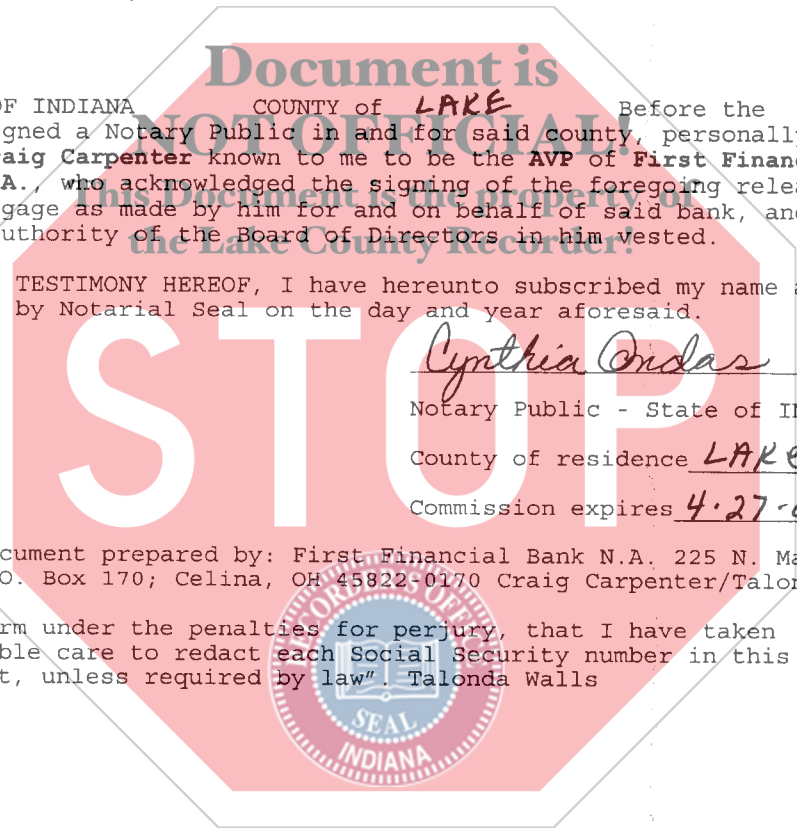 Document is
NOT OFFICIAL!
This Document is the property of
the Lake County Recorder!
OF INDIANA COUNTY of LAKE Before the
igned a Notary Public in and for said county, personally
raig Carpenter known to me to be the AVP of First Financ
A., who acknowledged the signing of the foregoing relea
gage as made by him for and on behalf of said bank, and
uthority of the Board of Directors in him vested.
TESTIMONY HEREOF, I have hereunto subscribed my name a
by Notarial Seal on the day and year aforesaid.
STOP
Cynthia Ondas
Notary Public - State of IN
County of residence LAKE
Commission expires 4.27-
cument prepared by: First Financial Bank N.A. 225 N. Ma
O. Box 170; Celina, OH 45822-0170 Craig Carpenter/Talon
rm under the penalties for perjury, that I have taken
ble care to redact each Social Security number in this
t, unless required by law". Talonda Walls
RECORDER'S OFFICE
SEAL
INDIANA